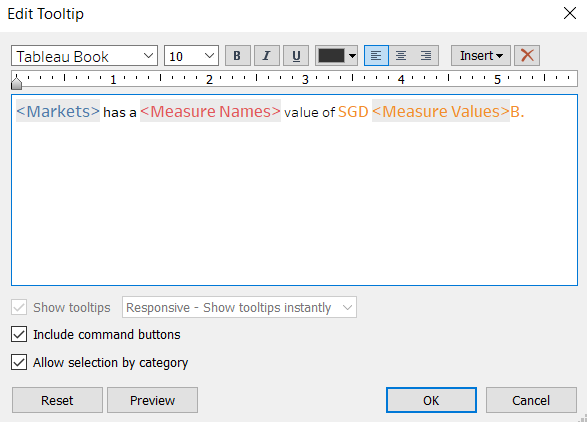 Edit Tooltip
Tableau Book 10 B I U Insert
1 2 3 4 5
<Markets> has a <Measure Names> value of SGD <Measure Values>B.
Show tooltips Responsive - Show tooltips instantly
Include command buttons
Allow selection by category
Reset Preview OK Cancel